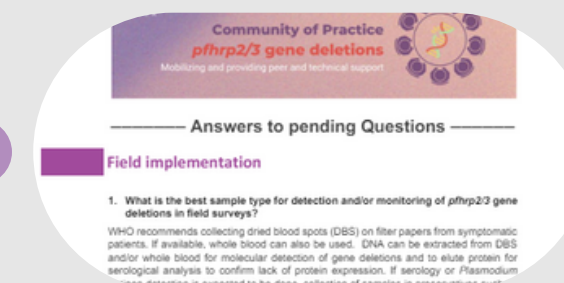 Community of Practice
pfhrp2/3 gene deletions
Mobilizing and providing peer and technical support
Answers to pending Questions
Field implementation
1. What is the best sample type for detection and/or monitoring of pfhrp2/3 gene
deletions in field surveys?
WHO recommends collecting dried blood spots (DBS) on filter papers from symptomatic
patients. If available, whole blood can also be used. DNA can be extracted from DBS
and/or whole blood for molecular detection of gene deletions and to elute protein for
serological analysis to confirm lack of protein expression. If serology or Plasmodium